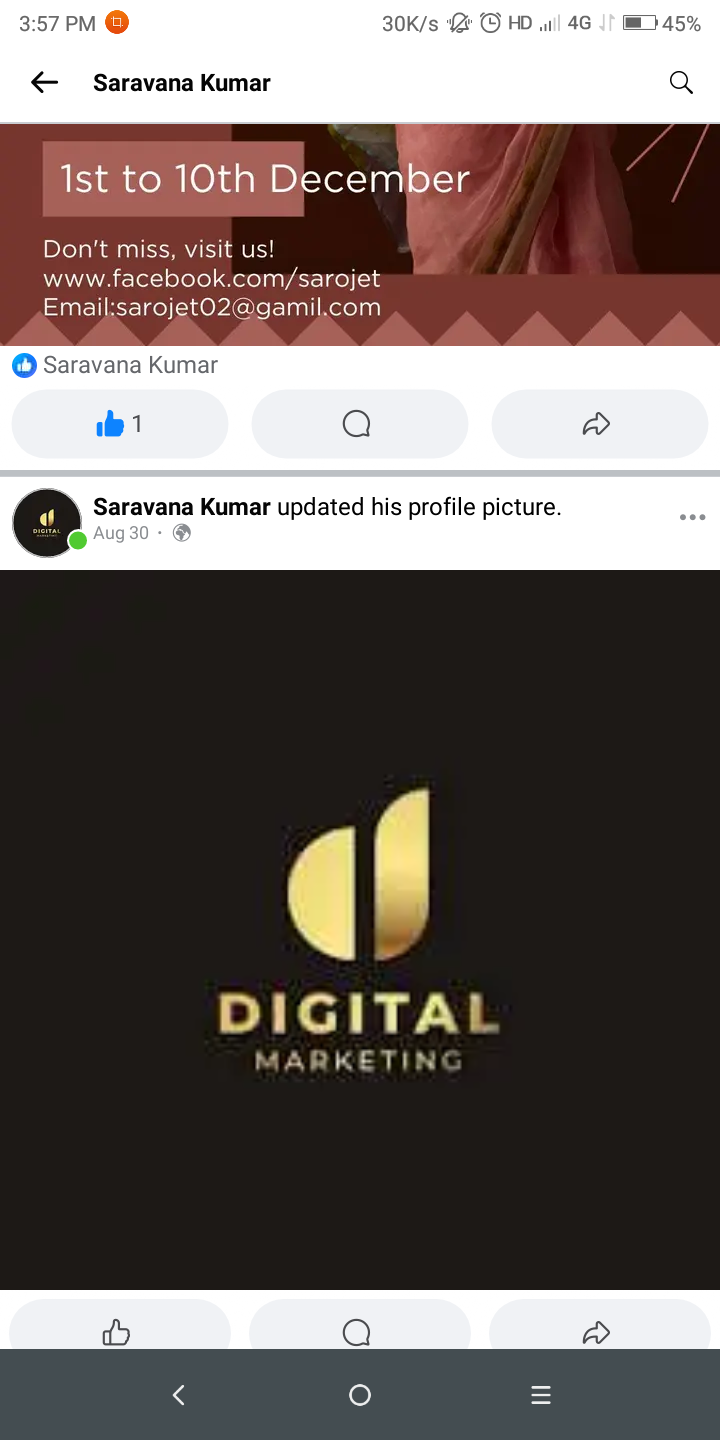 3:57 PM 30K/s HD 4G 45%
Saravana Kumar
1st to 10th December
Don't miss, visit us!
www.facebook.com/sarojet
Email:sarojet02@gamil.com
Saravana Kumar
1
Saravana Kumar updated his profile picture.
Aug 30 ·
DIGITAL
MARKETING
DIGITAL
MARKETING